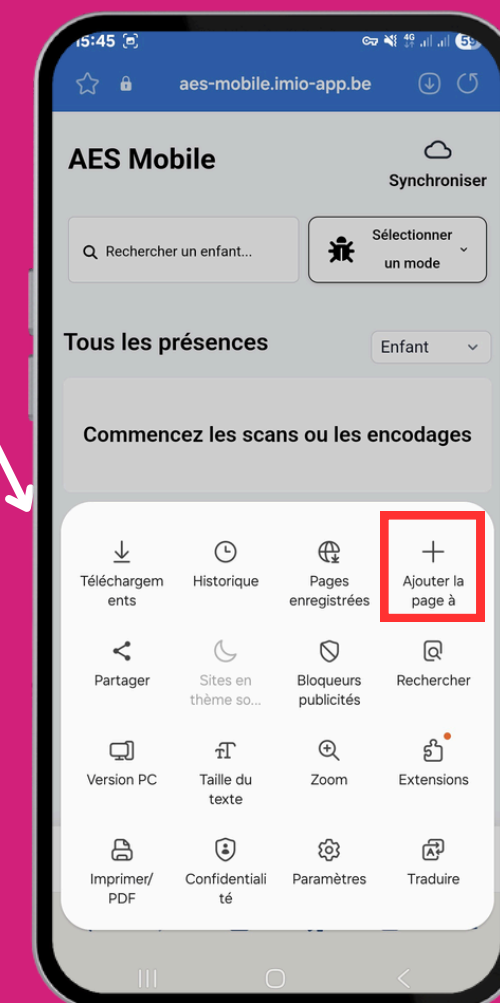 15:45
4G 59
aes-mobile.imio-app.be
AES Mobile
Synchroniser
Rechercher un enfant...
Sélectionner
un mode
Tous les présences
Enfant
Commencez les scans ou les encodages
Téléchargem
ents
Historique
Pages
enregistrées
Ajouter la
page à
Partager
Sites en
thème so...
Bloqueurs
publicités
Rechercher
Version PC
Taille du
texte
Zoom
Extensions
Imprimer/
PDF
Confidentiali
té
Paramètres
Traduire